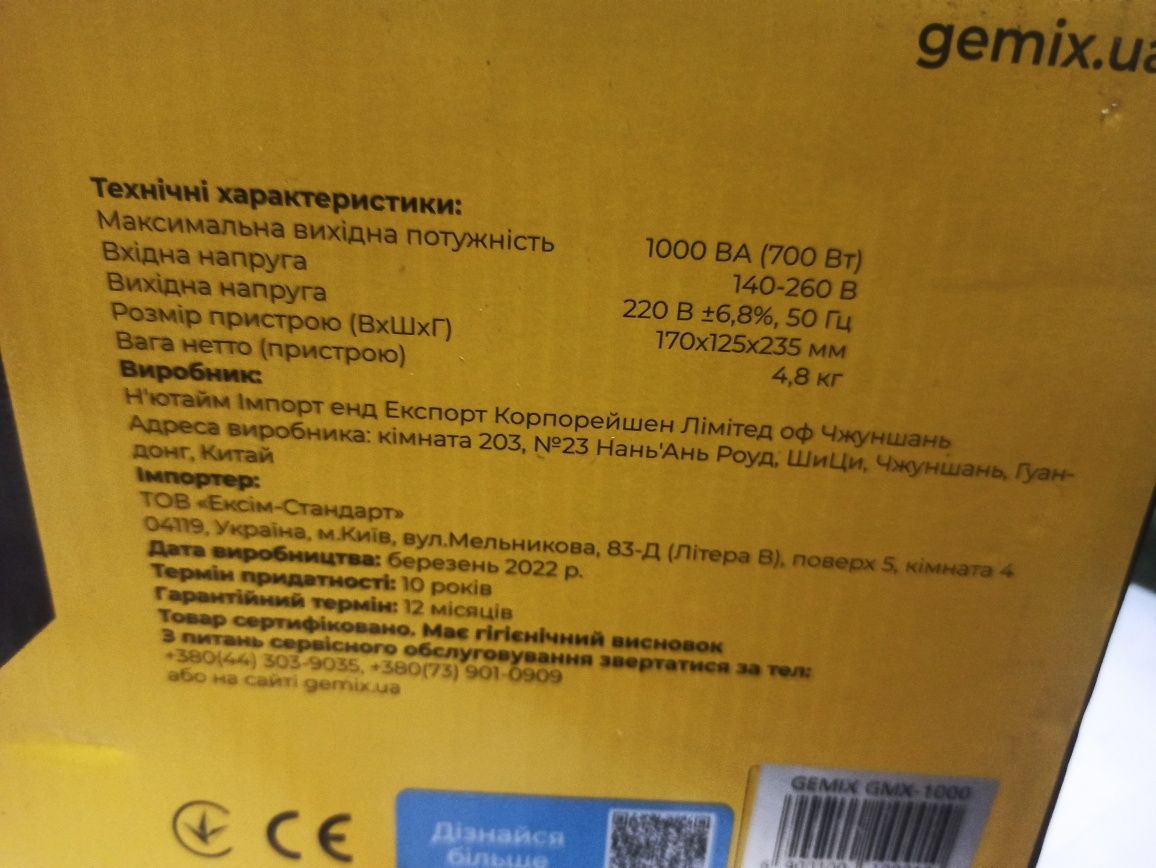 gemix.ua
Технічні характеристики:
Максимальна вихідна потужність 1000 ВА (700 Вт)
Вхідна напруга 140-260 В
Вихідна напруга 220 В ±6,8%, 50 Гц
Розмір пристрою (ВхШхГ) 170х125х235 мм
Вага нетто (пристрою) 4,8 кг
Виробник:
Н'ютайм Імпорт енд Експорт Корпорейшен Лімітед оф Чжуншань
Адреса виробника: кімната 203, №23 Нань'Ань Роуд, ШиЦи, Чжуншань, Гуан-
донг, Китай
Імпортер:
ТОВ «Ексім-Стандарт»
04119, Україна, м.Київ, вул.Мельникова, 83-Д (Літера В), поверх 5, кімната 4
Дата виробництва: березень 2022 р.
Термін придатності: 10 років
Гарантійний термін: 12 місяців
Товар сертифіковано. Має гігієнічний висновок
З питань сервісного обслуговування звертатися за тел:
+380(44) 303-9035, +380(73) 901-0909
або на сайті gemix.ua
CE
Дізнайся
більше
GEMIX GMX-1000